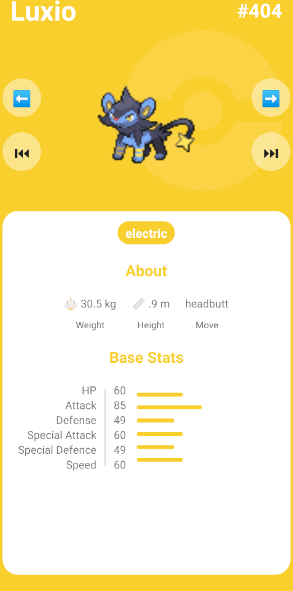 Luxio #404
electric
About
30.5 kg .9 m headbutt
Weight Height Move
Base Stats
HP 60
Attack 85
Defense 49
Special Attack 60
Special Defence 49
Speed 60